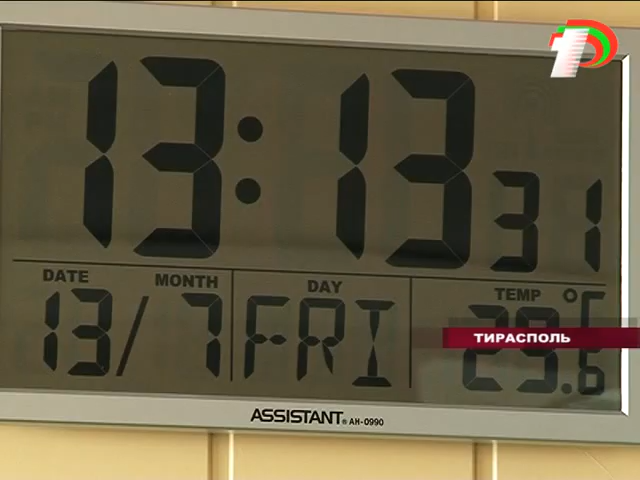 13:13 31
DATE MONTH DAY TEMP
13/7 FRI 29.6 °C
ТИРАСПОЛЬ
ASSISTANT® AH-0990